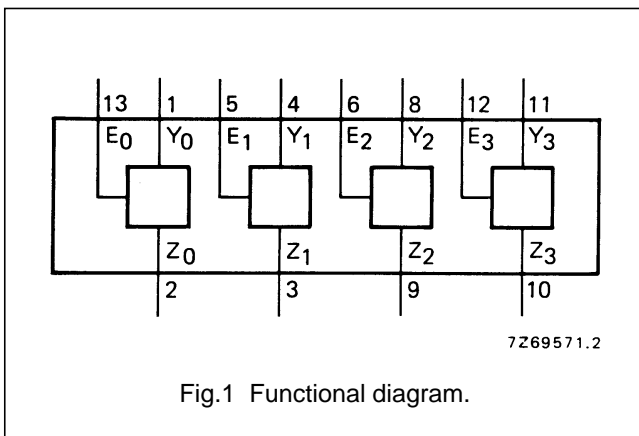 13 1 5 4 6 8 12 11
E0 Y0 E1 Y1 E2 Y2 E3 Y3
Z0 Z1 Z2 Z3
2 3 9 10
7Z69571.2
Fig.1 Functional diagram.